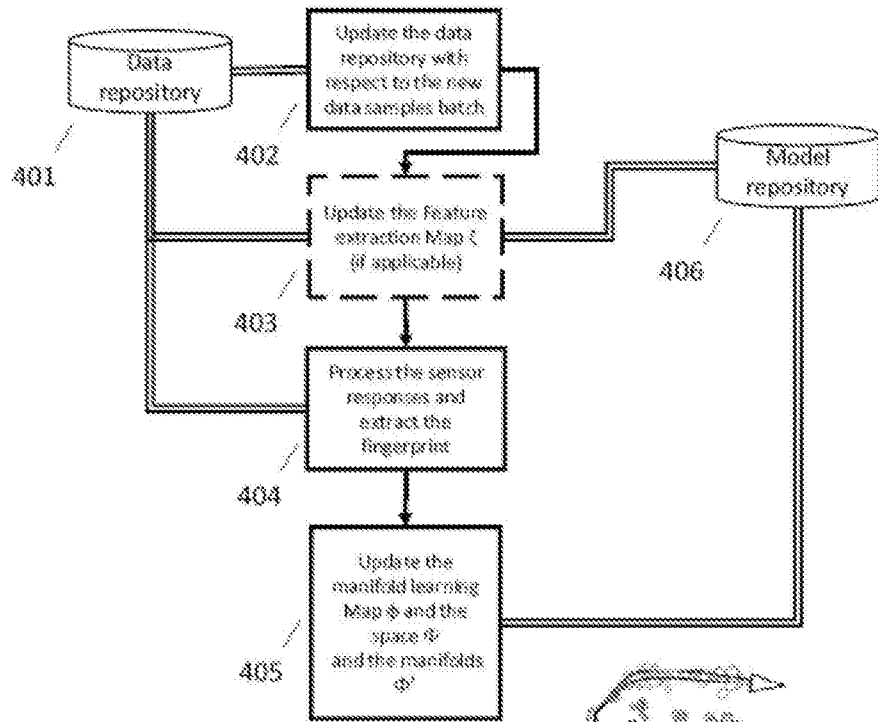 Data
repository
401
Update the data
repository with
respect to the new
data samples batch
402
Model
repository
406
Update the Feature
extraction Map ζ
(if applicable)
403
Process the sensor
responses and
extract the
fingerprint
404
Update the
manifold learning
Map ϕ and the
space Φ
and the manifolds
405